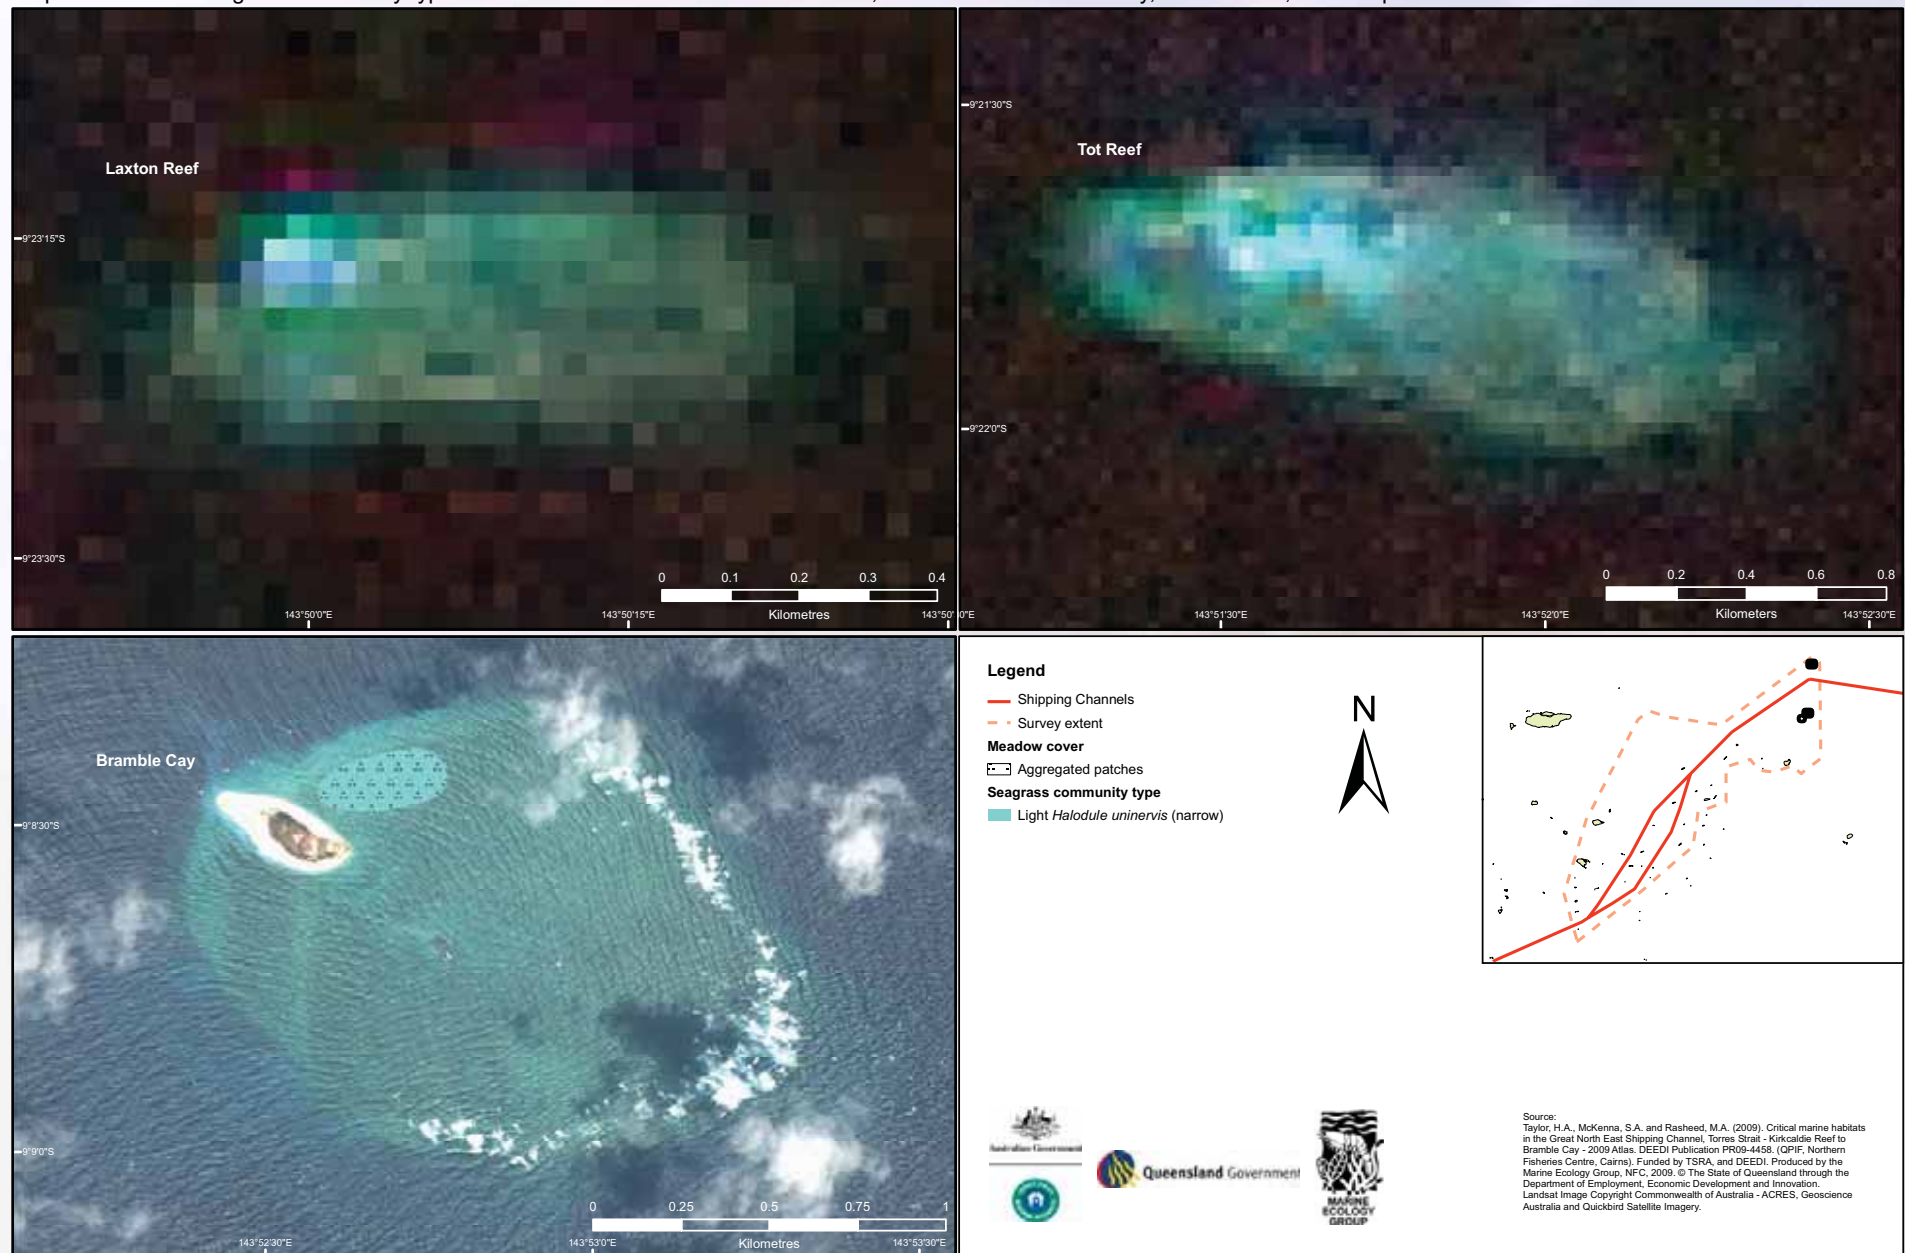 Laxton Reef
9°23'15"S
9°23'30"S
0 0.1 0.2 0.3 0.4
Kilometres
143°50'0"E 143°50'15"E 143°50'
Tot Reef
9°21'30"S
9°22'0"S
0 0.2 0.4 0.6 0.8
Kilometers
0"E 143°51'30"E 143°52'0"E 143°52'30"E
Bramble Cay
9°8'30"S
9°9'0"S
0 0.25 0.5 0.75 1
Kilometres
143°52'30"E 143°53'0"E 143°53'30"E
Legend
Shipping Channels
Survey extent
Meadow cover
Aggregated patches
Seagrass community type
Light Halodule uninervis (narrow)
N
Australian Government
Queensland Government
MARINE
ECOLOGY
GROUP
Source:
Taylor, H.A., McKenna, S.A. and Rasheed, M.A. (2009). Critical marine habitats
in the Great North East Shipping Channel, Torres Strait - Kirkcaldie Reef to
Bramble Cay - 2009 Atlas. DEEDI Publication PR09-4458. (QPIF, Northern
Fisheries Centre, Cairns). Funded by TSRA, and DEEDI. Produced by the
Marine Ecology Group, NFC, 2009. © The State of Queensland through the
Department of Employment, Economic Development and Innovation.
Landsat Image Copyright Commonwealth of Australia - ACRES, Geoscience
Australia and Quickbird Satellite Imagery.